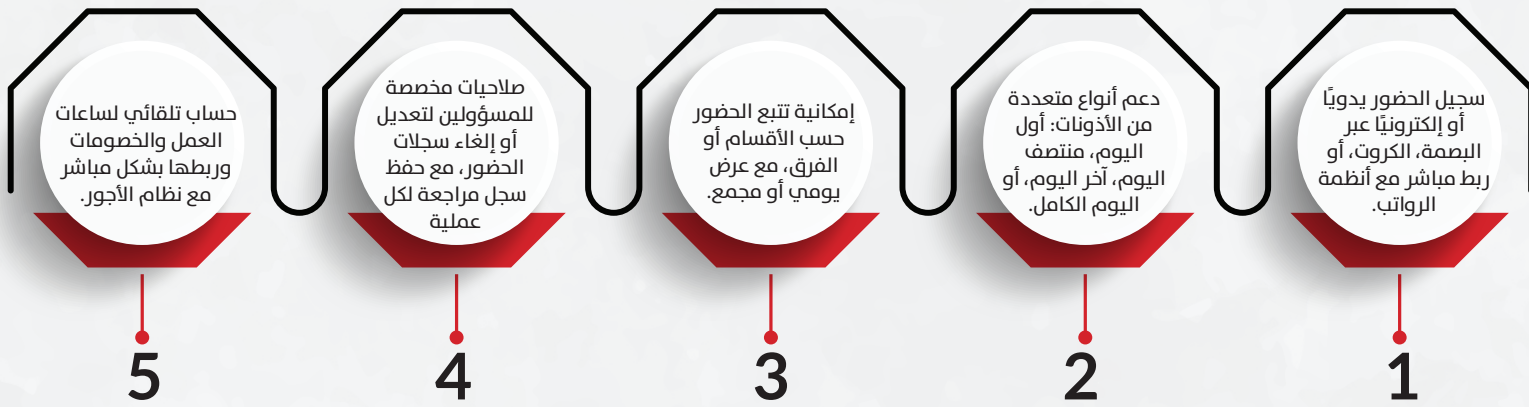 سجيل الحضور يدويًا
أو إلكترونيًا عبر
البصمة، الكروت، أو
ربط مباشر مع أنظمة
الرواتب.
1
دعم أنواع متعددة
من الأذونات: أول
اليوم، منتصف
اليوم، آخر اليوم، أو
اليوم الكامل.
2
إمكانية تتبع الحضور
حسب الأقسام أو
الفرق، مع عرض
يومي أو مجمع.
3
صلاحيات مخصصة
للمسؤولين لتعديل
أو إلغاء سجلات
الحضور، مع حفظ
سجل مراجعة لكل
عملية
4
حساب تلقائي لساعات
العمل والخصومات
وربطها بشكل مباشر
مع نظام الأجور.
5